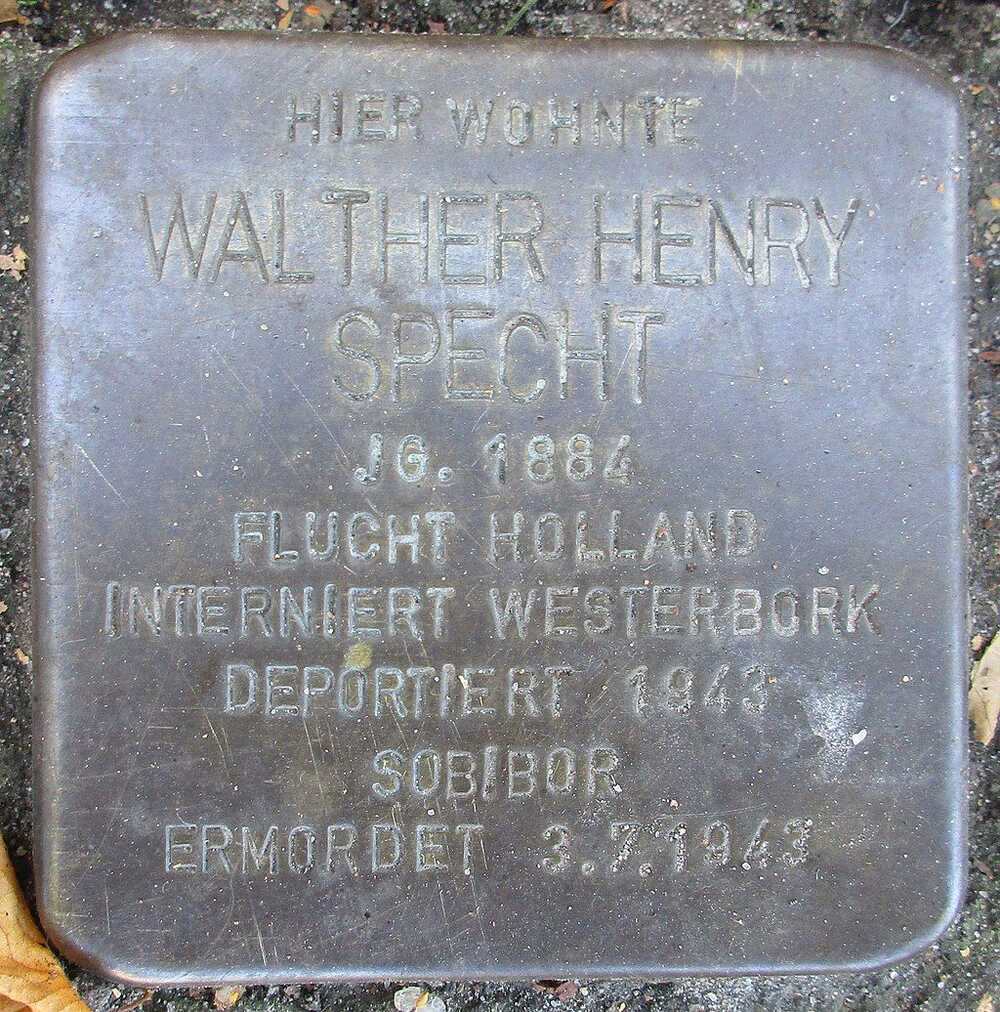 HIER WOHNTE
WALTHER HENRY
SPECHT
JG. 1884
FLUCHT HOLLAND
INTERNIERT WESTERBORK
DEPORTIERT 1943
SOBIBOR
ERMORDET 3.7.1943